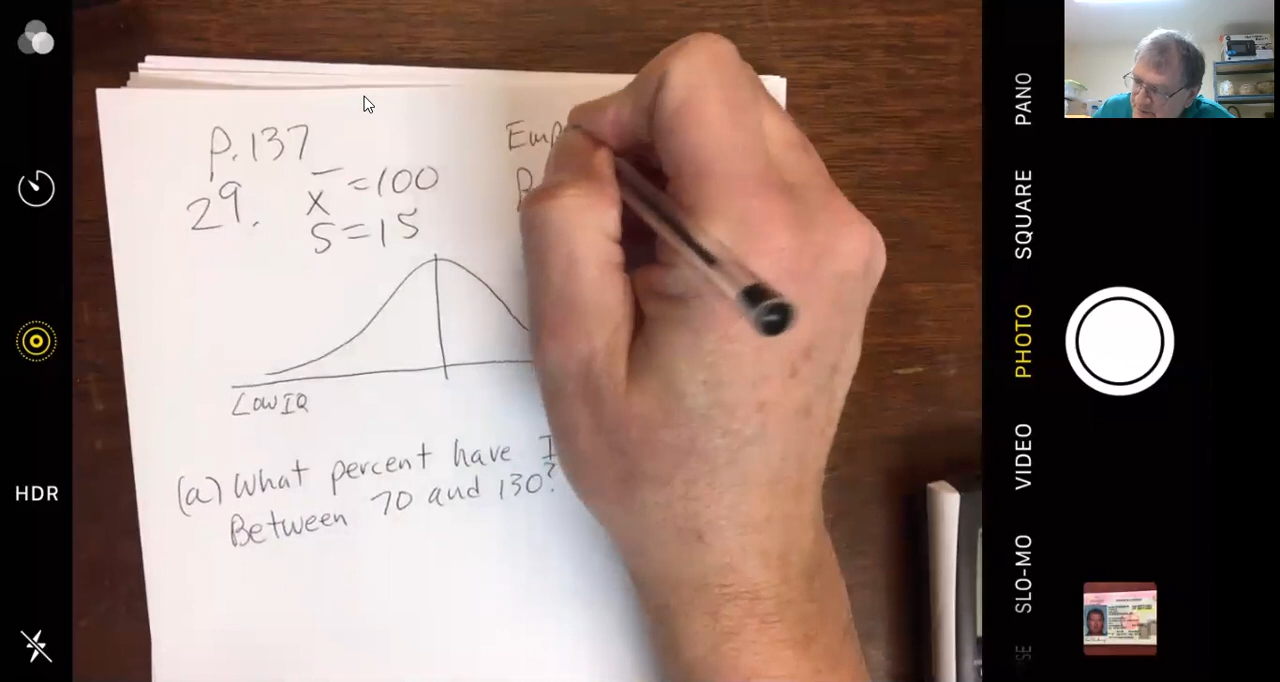 p.137
29.
x̄ =100
S=15
Low IQ
(a) What percent have
Between 70 and 130?
HDR
PANO
SQUARE
PHOTO
VIDEO
SLO-MO